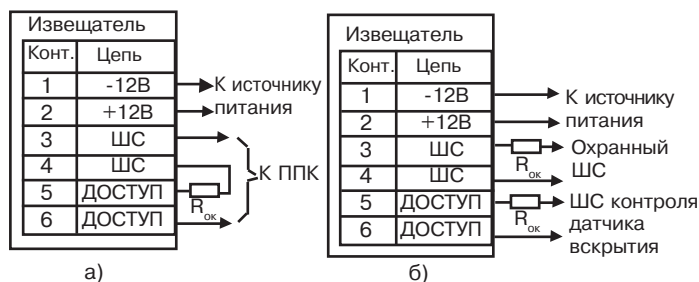 Извещатель
Конт. Цепь
1 -12В К источнику
2 +12В питания
3 ШС
4 ШС К ППК
5 ДОСТУП Rок
6 ДОСТУП
а)
Извещатель
Конт. Цепь
1 -12В К источнику
2 +12В питания
3 ШС Rок Охранный
4 ШС ШС
5 ДОСТУП Rок ШС контроля
6 ДОСТУП датчика
вскрытия
б)